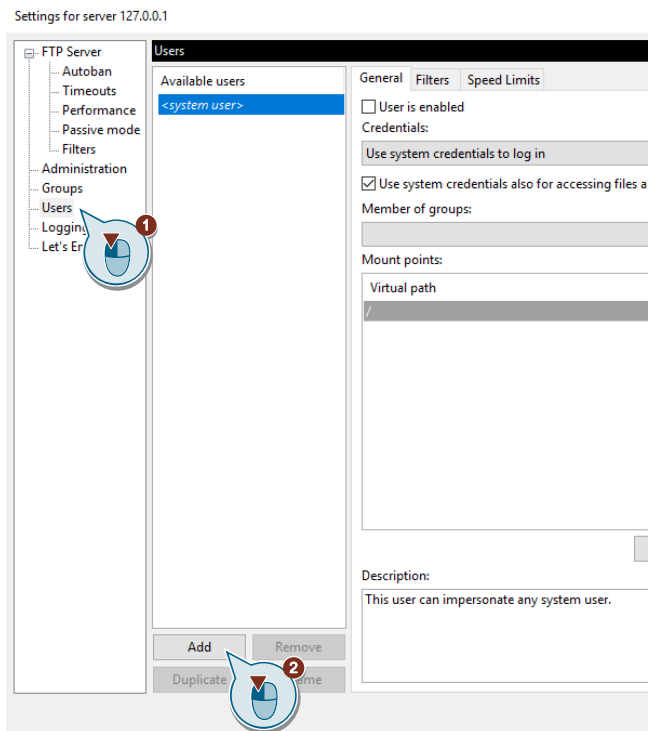 Settings for server 127.0.0.1
FTP Server
Autoban
Timeouts
Performance
Passive mode
Filters
Administration
Groups
Users
Logging
Let's
Users
Available users
<system user>
Add
Remove
Duplicate
General
Filters
Speed Limits
User is enabled
Credentials:
Use system credentials to log in
Use system credentials also for accessing files a
Member of groups:
Mount points:
Virtual path
/
Description:
This user can impersonate any system user.
1
2